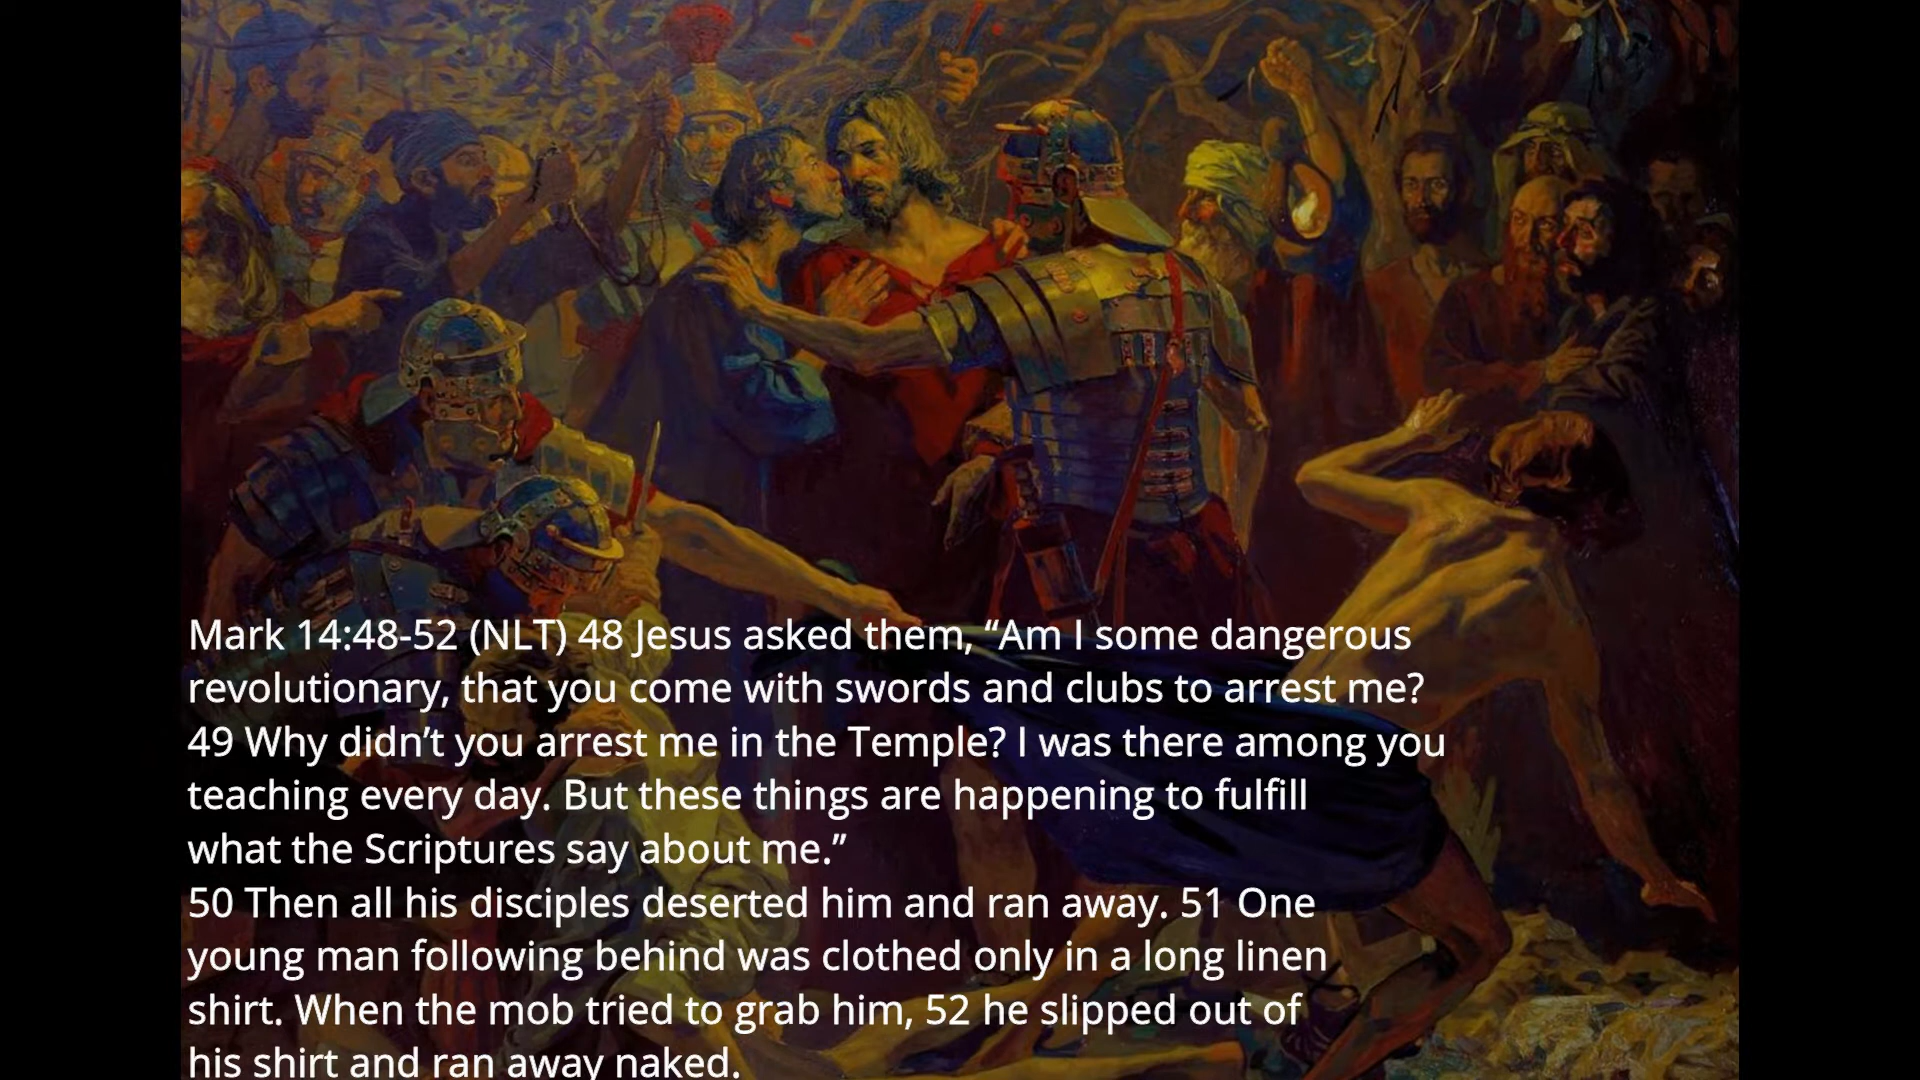 Mark 14:48-52 (NLT) 48 Jesus asked them, “Am I some dangerous
revolutionary, that you come with swords and clubs to arrest me?
49 Why didn’t you arrest me in the Temple? I was there among you
teaching every day. But these things are happening to fulfill
what the Scriptures say about me.”
50 Then all his disciples deserted him and ran away. 51 One
young man following behind was clothed only in a long linen
shirt. When the mob tried to grab him, 52 he slipped out of
his shirt and ran away naked.